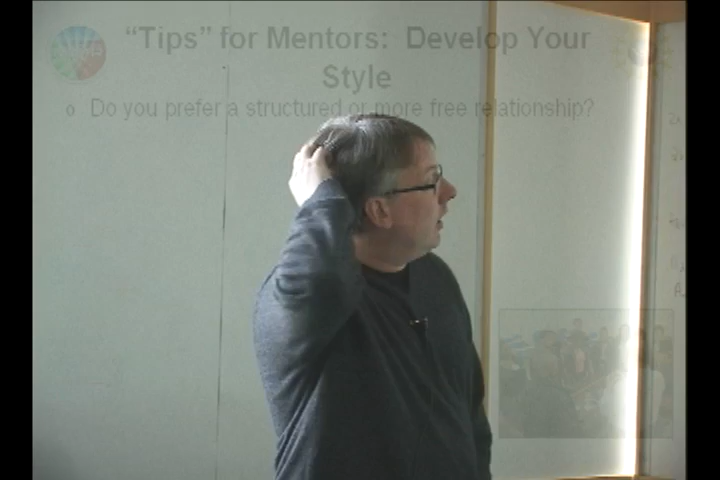 “Tips” for Mentors: Develop Your
Style
o Do you prefer a structured or more free relationship?